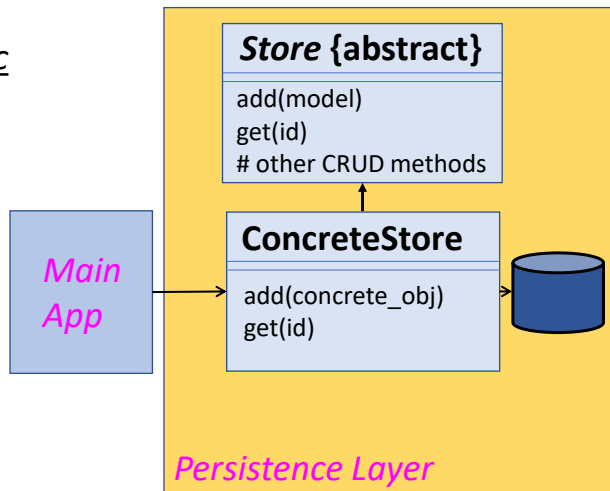 c
Store {abstract}
add(model)
get(id)
# other CRUD methods
Main
App
ConcreteStore
add(concrete_obj)
get(id)
Persistence Layer